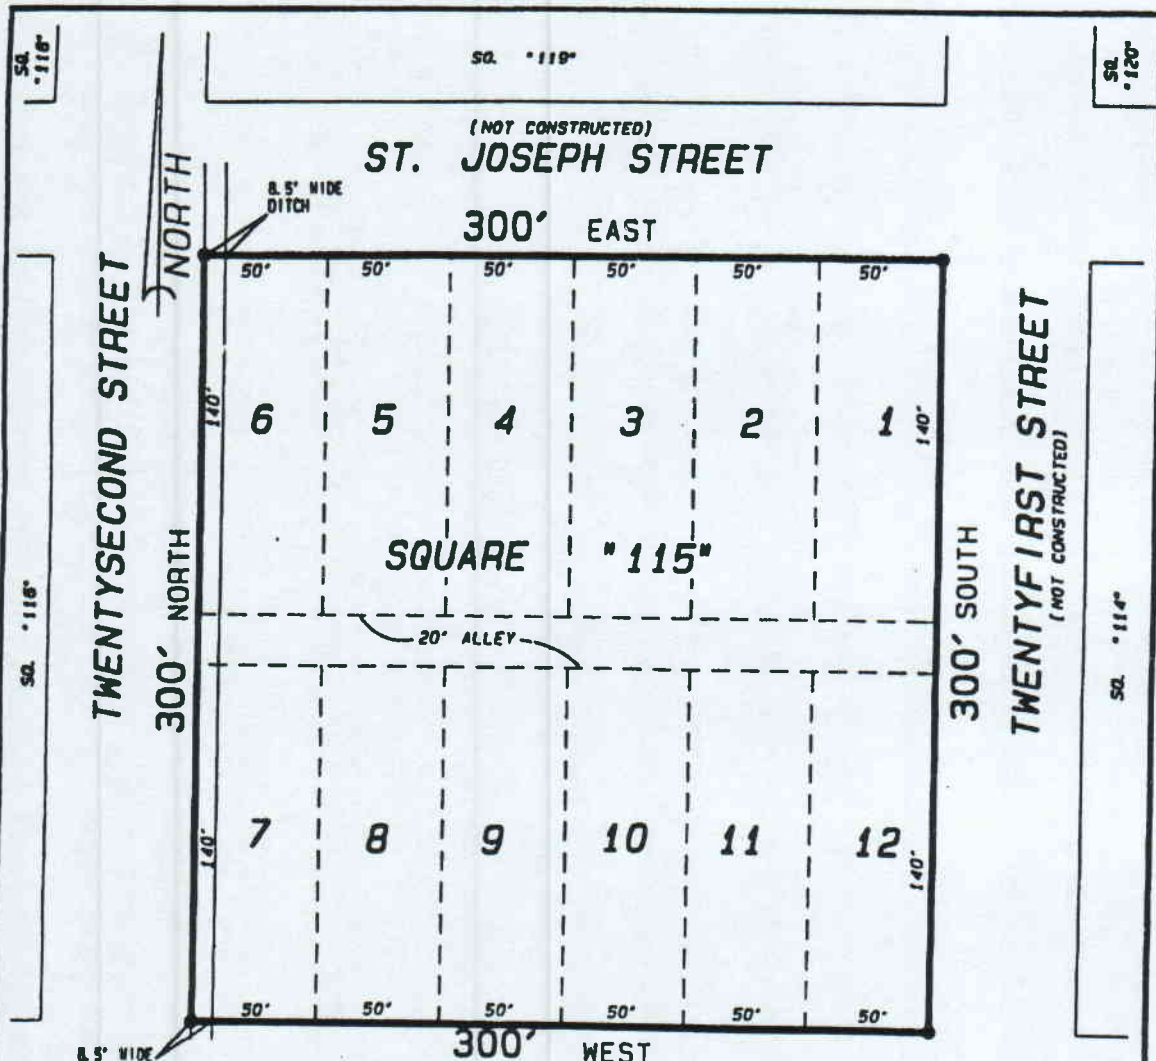 SQ. "118"
SQ. "119"
SQ. "120"
(NOT CONSTRUCTED)
ST. JOSEPH STREET
NORTH
8.5' WIDE
DITCH
300' EAST
50' 50' 50' 50' 50' 50'
TWENTYSECOND STREET
140'
6 5 4 3 2 1
140'
TWENTYFIRST STREET
(NOT CONSTRUCTED)
SQUARE "115"
300' NORTH
20' ALLEY
300' SOUTH
SQ. "116"
SQ. "114"
140'
7 8 9 10 11 12
140'
50' 50' 50' 50' 50' 50'
8.5' WIDE
300' WEST